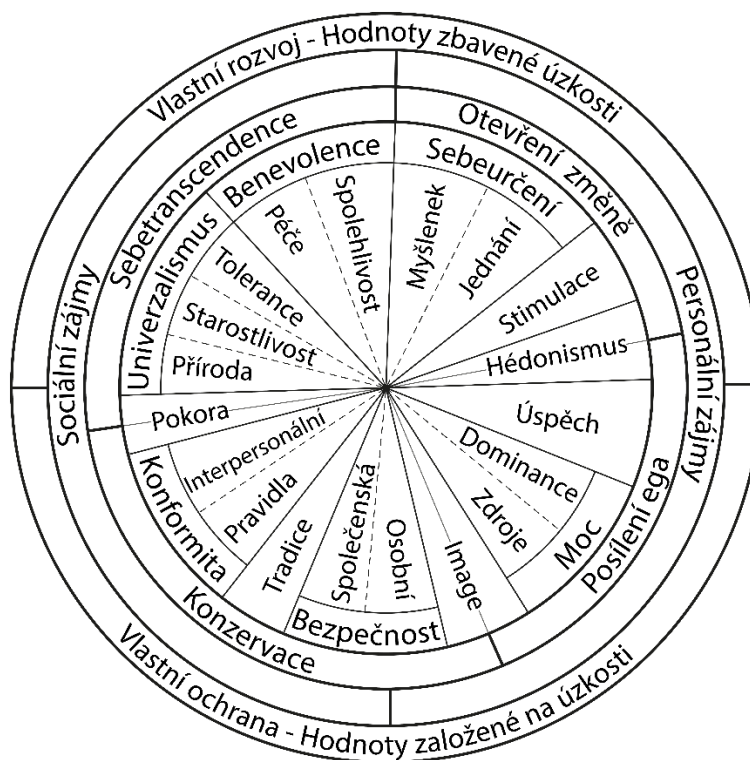 Vlastní rozvoj - Hodnoty zbavené úzkosti
Sociální zájmy
Personální zájmy
Vlastní ochrana - Hodnoty založené na úzkosti
Sebetranscendence
Otevření změně
Posílení ega
Konzervace
Benevolence
Sebeurčení
Univerzalismus
Péče
Spolehlivost
Myšlenek
Jednání
Stimulace
Hédonismus
Úspěch
Dominance
Zdroje
Moc
Image
Osobní
Společenská
Bezpečnost
Tradice
Pravidla
Interpersonální
Konformita
Pokora
Příroda
Starostlivost
Tolerance